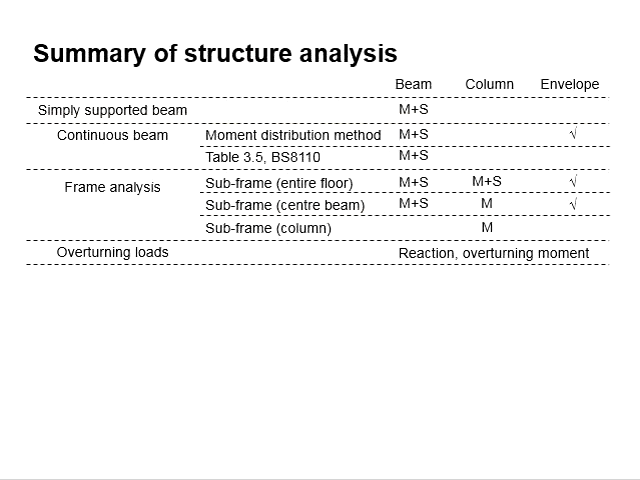 Summary of structure analysis
Beam Column Envelope
Simply supported beam M+S
Continuous beam Moment distribution method M+S √
Table 3.5, BS8110 M+S
Frame analysis Sub-frame (entire floor) M+S M+S √
Sub-frame (centre beam) M+S M √
Sub-frame (column) M
Overturning loads Reaction, overturning moment